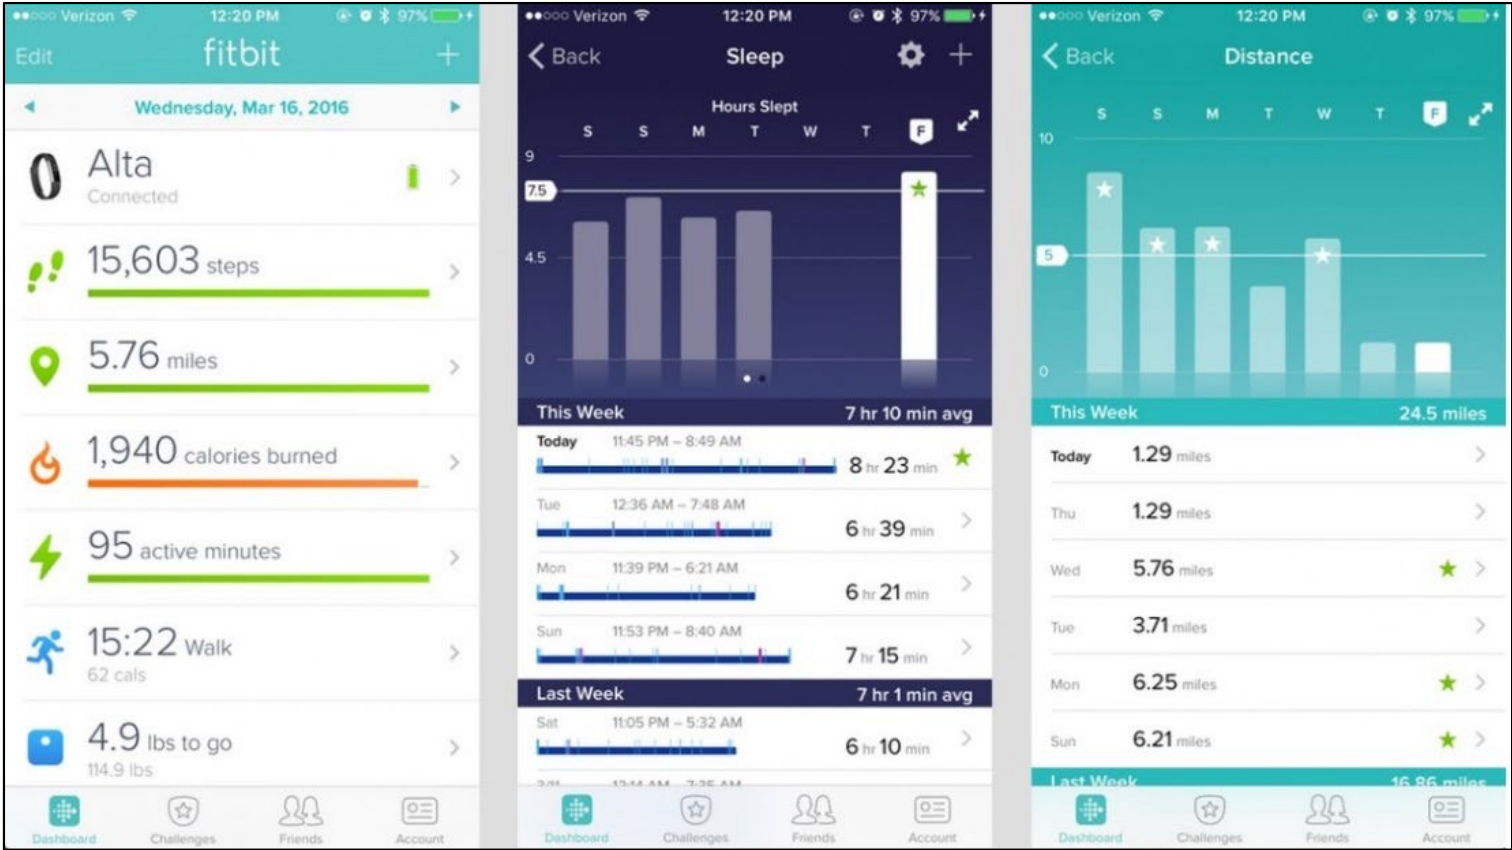 Verizon 12:20 PM 97%
Edit fitbit +
Wednesday, Mar 16, 2016
Alta
Connected
15,603 steps
5.76 miles
1,940 calories burned
95 active minutes
15:22 Walk
62 cals
4.9 lbs to go
114.9 lbs
Dashboard Challenges Friends Account
Verizon 12:20 PM 97%
Back Sleep +
Hours Slept
S S M T W T F
9
7.5
4.5
0
This Week 7 hr 10 min avg
Today 11:45 PM – 8:49 AM
8 hr 23 min
Tue 12:36 AM – 7:48 AM
6 hr 39 min
Mon 11:39 PM – 6:21 AM
6 hr 21 min
Sun 11:53 PM – 8:40 AM
7 hr 15 min
Last Week 7 hr 1 min avg
Sat 11:05 PM – 5:32 AM
6 hr 10 min
3/11 12:14 AM – 7:35 AM
Dashboard Challenges Friends Account
Verizon 12:20 PM 97%
Back Distance
S S M T W T F
10
5
0
This Week 24.5 miles
Today 1.29 miles
Thu 1.29 miles
Wed 5.76 miles
Tue 3.71 miles
Mon 6.25 miles
Sun 6.21 miles
Last Week 16.86 miles
Dashboard Challenges Friends Account